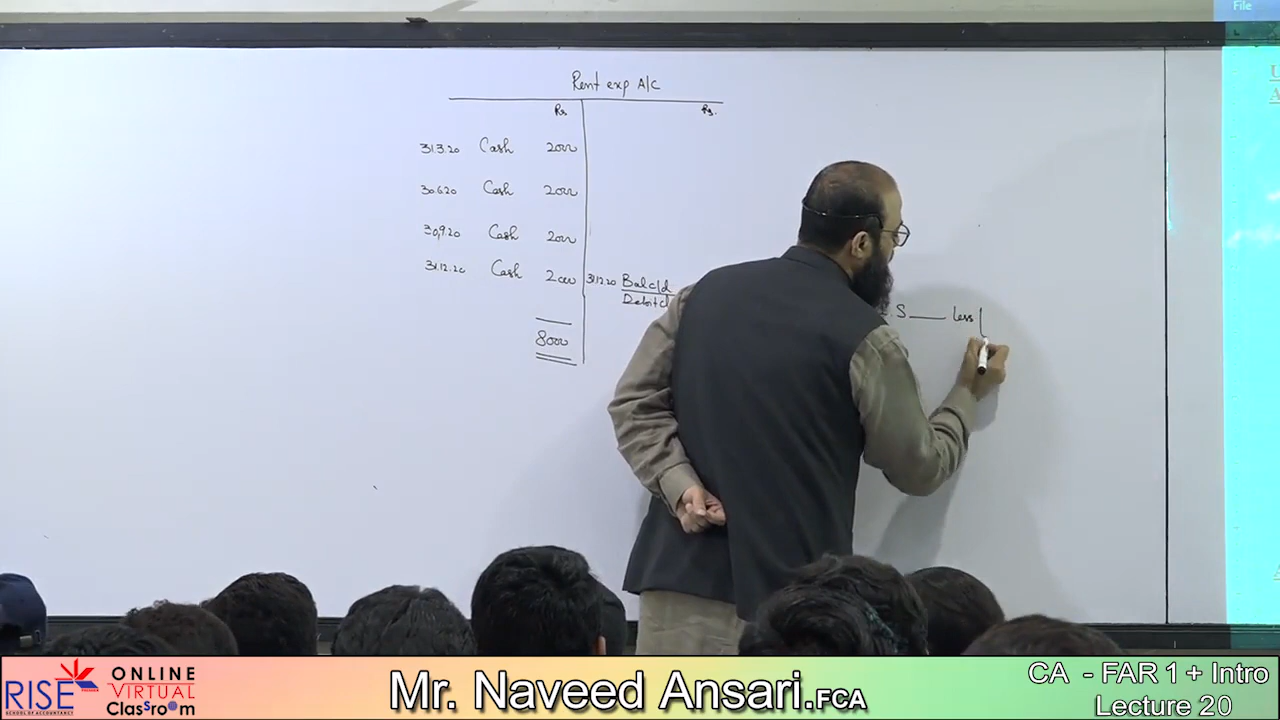 File
Rent exp A/C
Rs Rs.
31.3.20 Cash 2000
30.6.20 Cash 2000
30.9.20 Cash 2000
31.12.20 Cash 2000 31.12.20 Bal c/d
8000
S ___ less
RISE
SCHOOL OF ACCOUNTANCY
ONLINE
VIRTUAL
Classroom
Mr. Naveed Ansari.FCA
CA - FAR 1 + Intro
Lecture 20